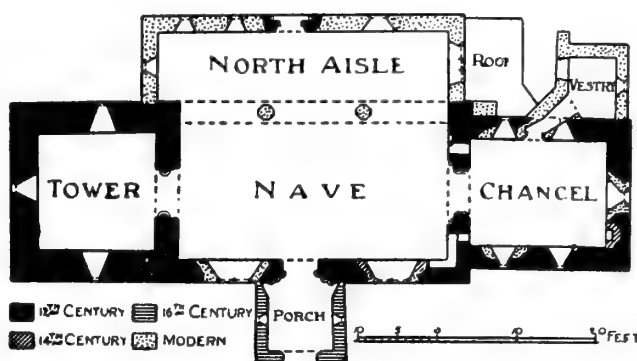 NORTH AISLE
ROOF
VESTRY
TOWER
NAVE
CHANCEL
12TH CENTURY
16TH CENTURY
PORCH
14TH CENTURY
MODERN
10 5 0 10 20 FEET